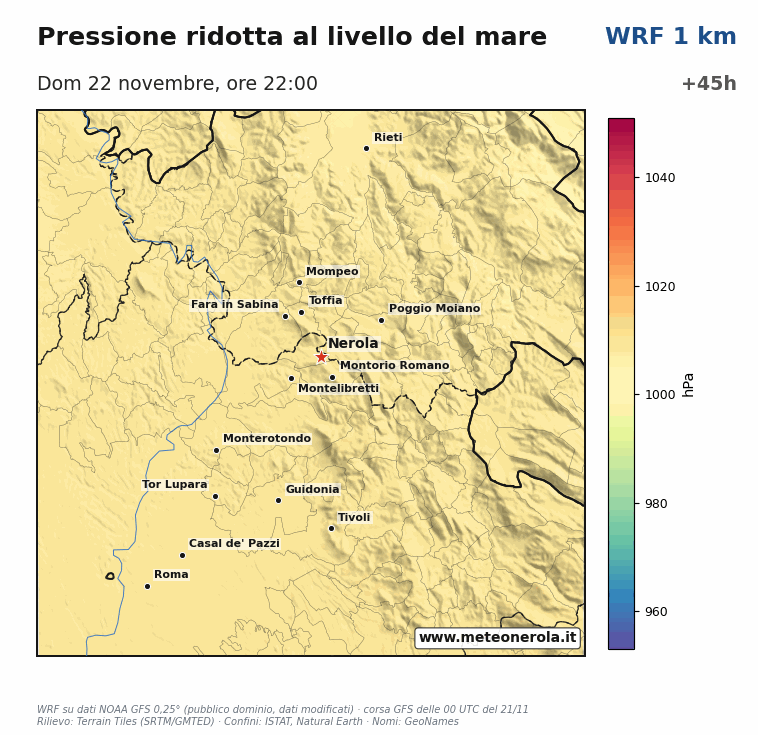 Pressione ridotta al livello del mare
WRF 1 km
Dom 22 novembre, ore 22:00
+45h
Rieti
Mompeo
Toffia
Fara in Sabina
Poggio Moiano
Nerola
Montorio Romano
Montelibretti
Monterotondo
Tor Lupara
Guidonia
Tivoli
Casal de' Pazzi
Roma
www.meteonerola.it
1040
1020
1000
980
960
hPa
WRF su dati NOAA GFS 0,25° (pubblico dominio, dati modificati) · corsa GFS delle 00 UTC del 21/11
Rilievo: Terrain Tiles (SRTM/GMTED) · Confini: ISTAT, Natural Earth · Nomi: GeoNames